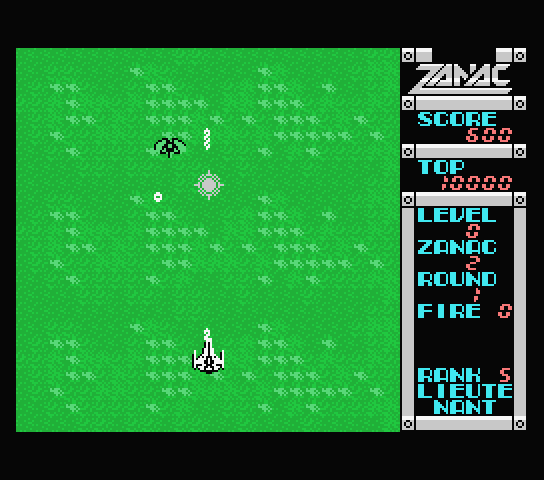 ZANAC
SCORE
600
TOP
10000
LEVEL
0
ZANAC
2
ROUND
1
FIRE 0
RANK 5
LIEUTE
NANT